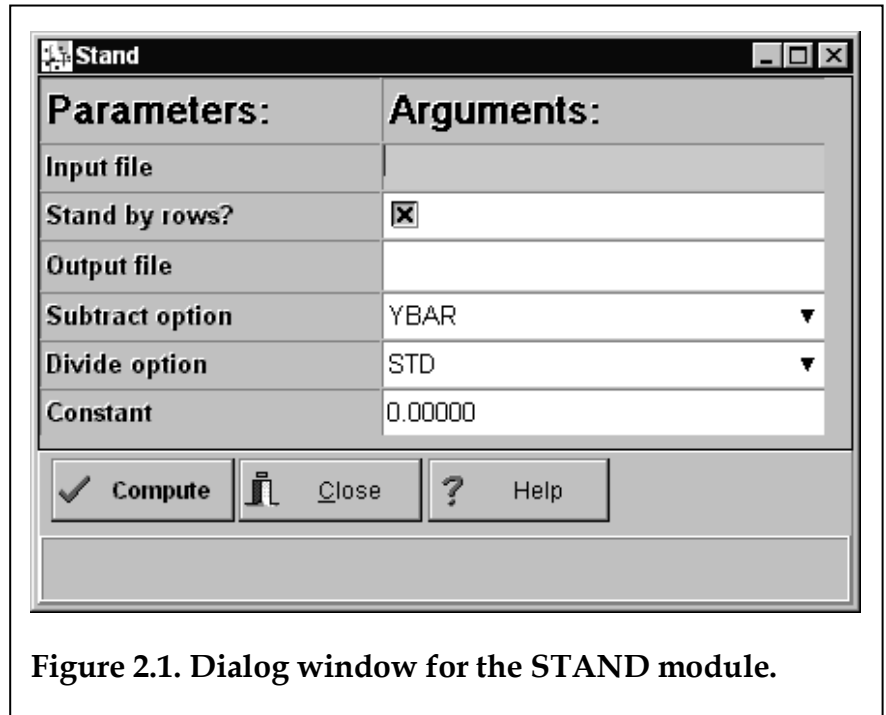 Stand
Parameters: Arguments:
Input file
Stand by rows?
Output file
Subtract option YBAR
Divide option STD
Constant 0.00000
Compute Close ? Help
Figure 2.1. Dialog window for the STAND module.